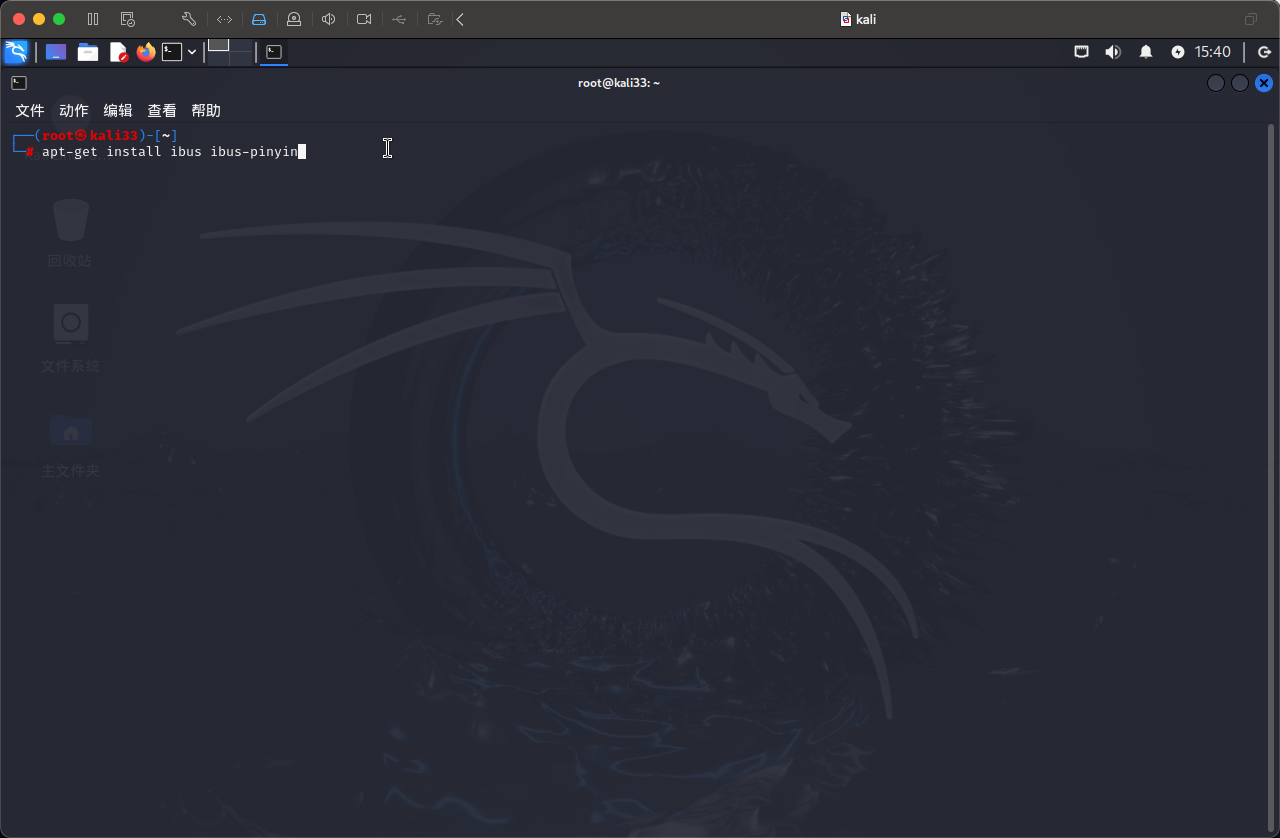 kali
15:40
root@kali33: ~
文件 动作 编辑 查看 帮助
┌──(root㉿kali33)-[~]
└─# apt-get install ibus ibus-pinyin
回收站
文件系统
主文件夹